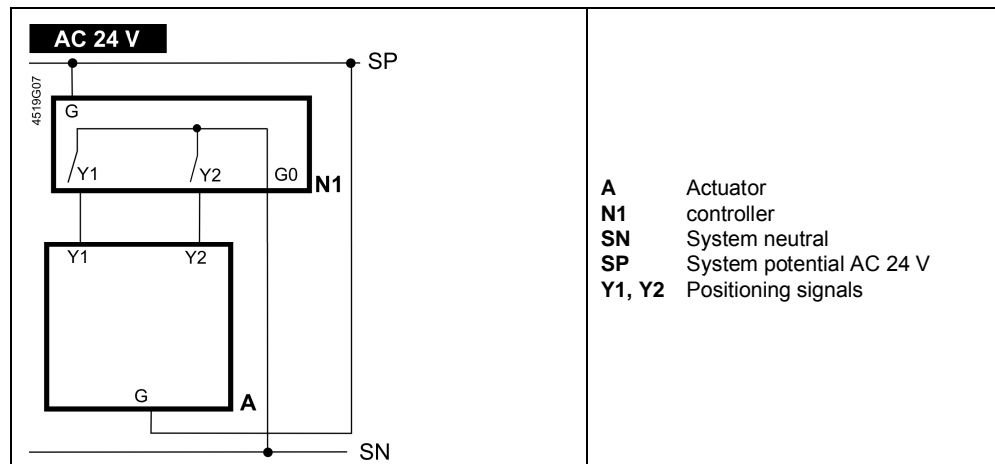 AC 24 V
SP
4519G07
G
Y1
Y2
G0
N1
Y1
Y2
G
A
SN
A Actuator
N1 controller
SN System neutral
SP System potential AC 24 V
Y1, Y2 Positioning signals